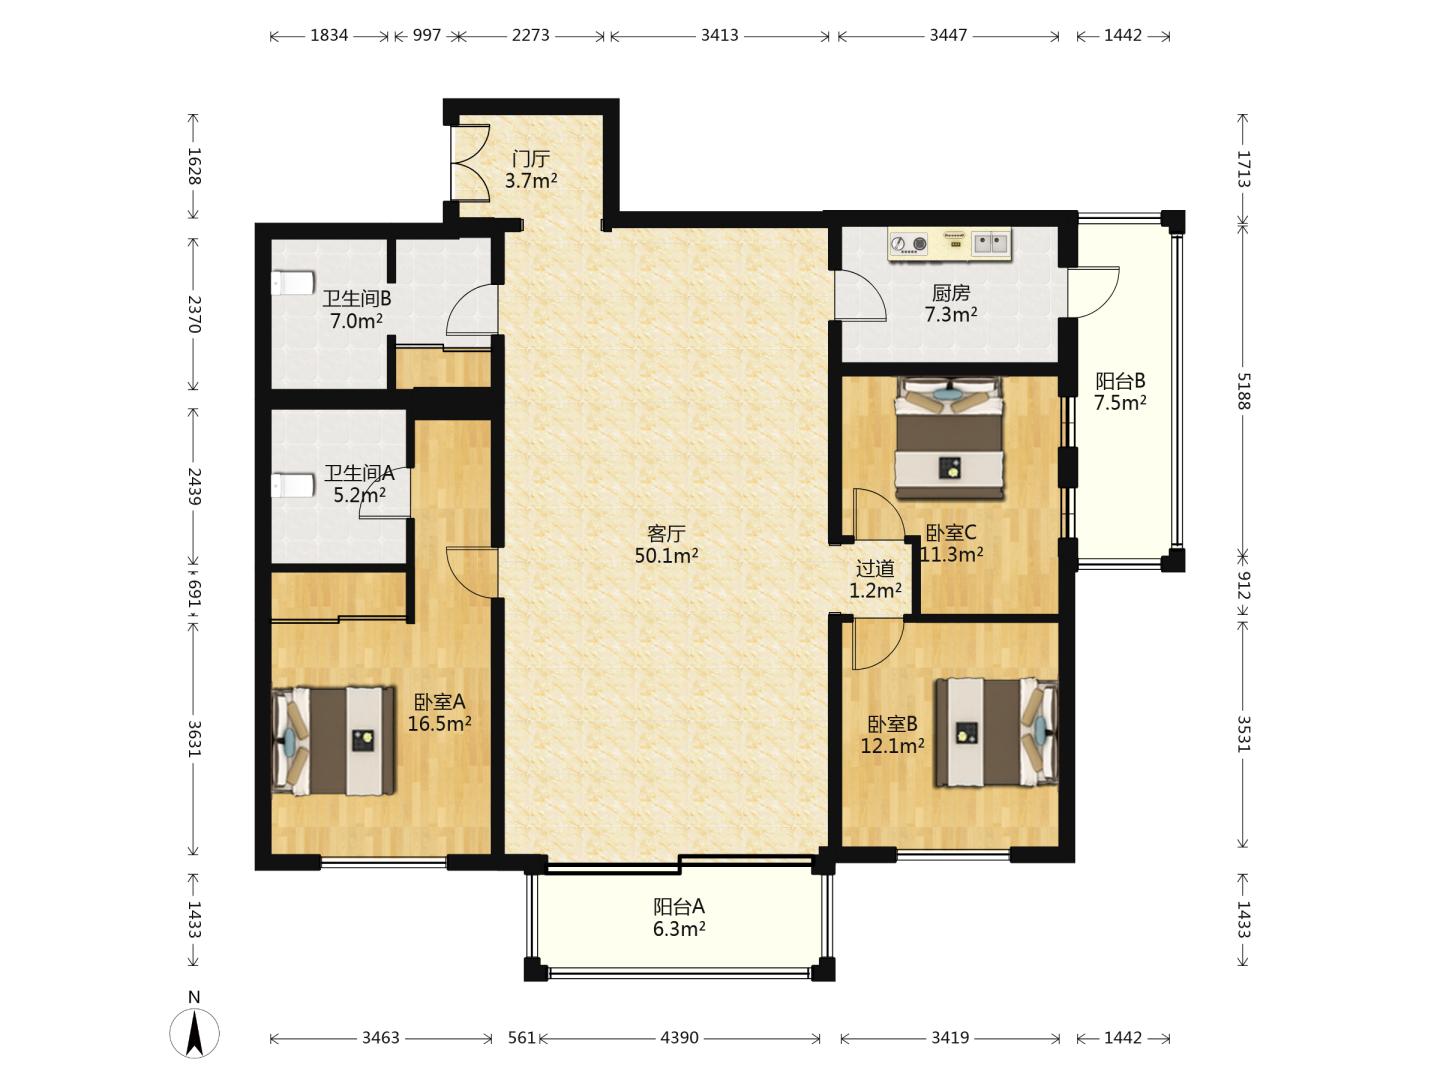 1834
997
2273
3413
3447
1442
1628
门厅
3.7m²
1713
2370
卫生间B
7.0m²
厨房
7.3m²
阳台B
7.5m²
5188
2439
卫生间A
5.2m²
客厅
50.1m²
卧室C
11.3m²
过道
1.2m²
691
912
3631
卧室A
16.5m²
卧室B
12.1m²
3531
1433
阳台A
6.3m²
1433
N
3463
561
4390
3419
1442